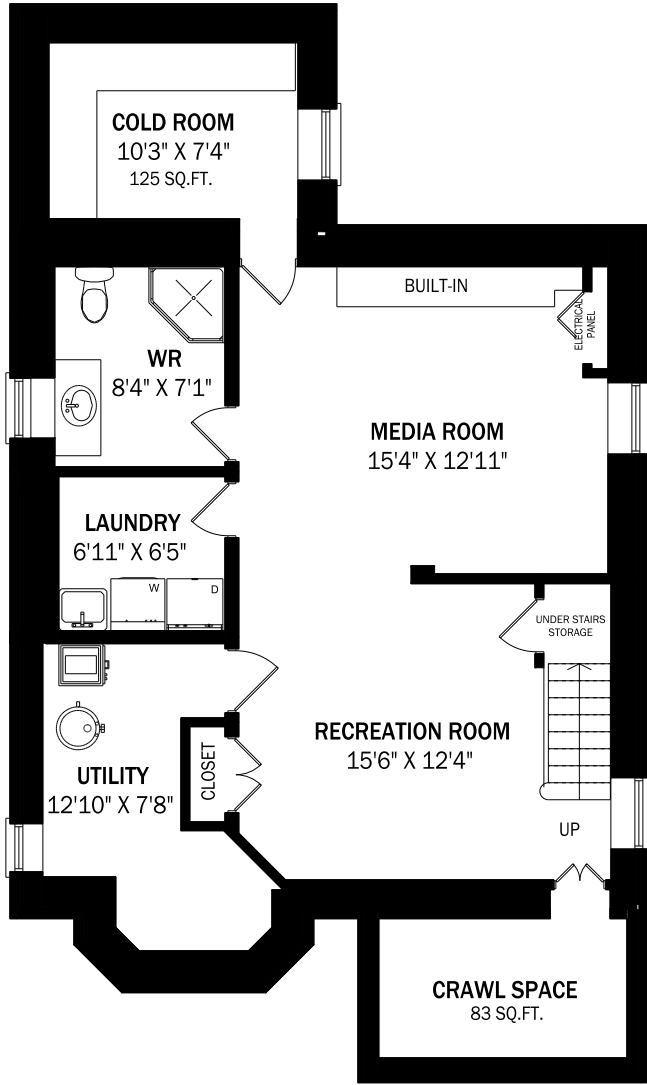 COLD ROOM
10'3" X 7'4"
125 SQ.FT.
BUILT-IN
ELECTRICAL
PANEL
WR
8'4" X 7'1"
MEDIA ROOM
15'4" X 12'11"
LAUNDRY
6'11" X 6'5"
W
D
UNDER STAIRS
STORAGE
RECREATION ROOM
15'6" X 12'4"
CLOSET
UTILITY
12'10" X 7'8"
UP
CRAWL SPACE
83 SQ.FT.